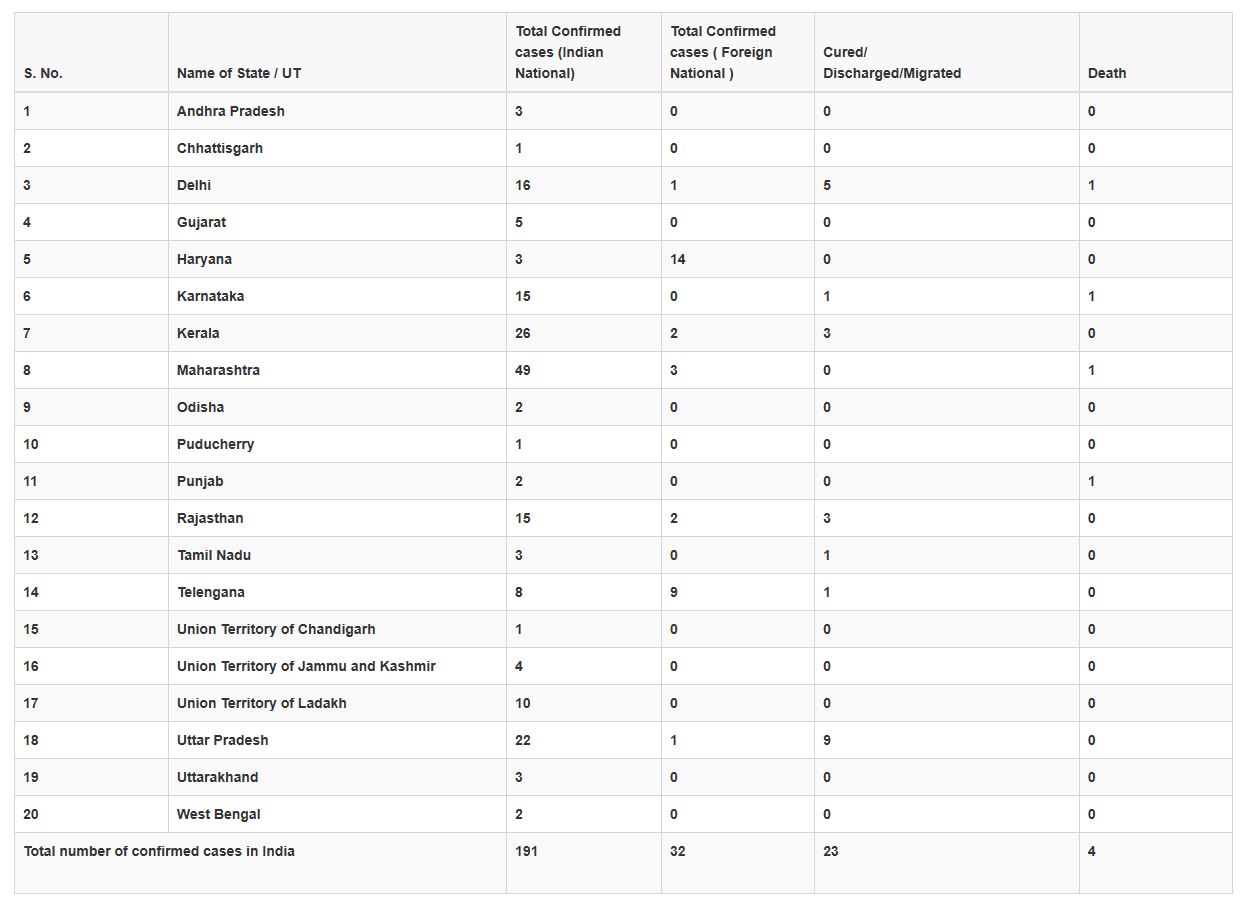 S. No. Name of State / UT Total Confirmed cases (Indian National) Total Confirmed cases ( Foreign National ) Cured/ Discharged/Migrated Death
1 Andhra Pradesh 3 0 0 0
2 Chhattisgarh 1 0 0 0
3 Delhi 16 1 5 1
4 Gujarat 5 0 0 0
5 Haryana 3 14 0 0
6 Karnataka 15 0 1 1
7 Kerala 26 2 3 0
8 Maharashtra 49 3 0 1
9 Odisha 2 0 0 0
10 Puducherry 1 0 0 0
11 Punjab 2 0 0 1
12 Rajasthan 15 2 3 0
13 Tamil Nadu 3 0 1 0
14 Telengana 8 9 1 0
15 Union Territory of Chandigarh 1 0 0 0
16 Union Territory of Jammu and Kashmir 4 0 0 0
17 Union Territory of Ladakh 10 0 0 0
18 Uttar Pradesh 22 1 9 0
19 Uttarakhand 3 0 0 0
20 West Bengal 2 0 0 0
Total number of confirmed cases in India 191 32 23 4